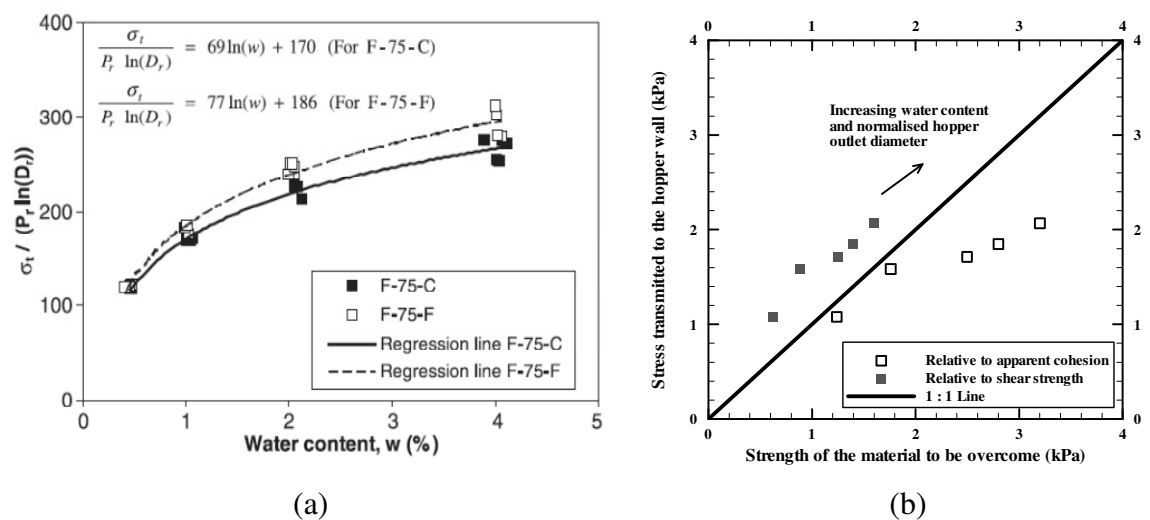 400
300
200
100
0
σt / (Pr ln(Dr))
σt / Pr ln(Dr) = 69 ln(w) + 170 (For F-75-C)
σt / Pr ln(Dr) = 77 ln(w) + 186 (For F-75-F)
F-75-C
F-75-F
Regression line F-75-C
Regression line F-75-F
0 1 2 3 4 5
Water content, w (%)
(a)
0 1 2 3 4
4 4
3 3
2 2
1 1
0 0
Stress transmitted to the hopper wall (kPa)
Increasing water content
and normalised hopper
outlet diameter
Relative to apparent cohesion
Relative to shear strength
1 : 1 Line
0 1 2 3 4
Strength of the material to be overcome (kPa)
(b)